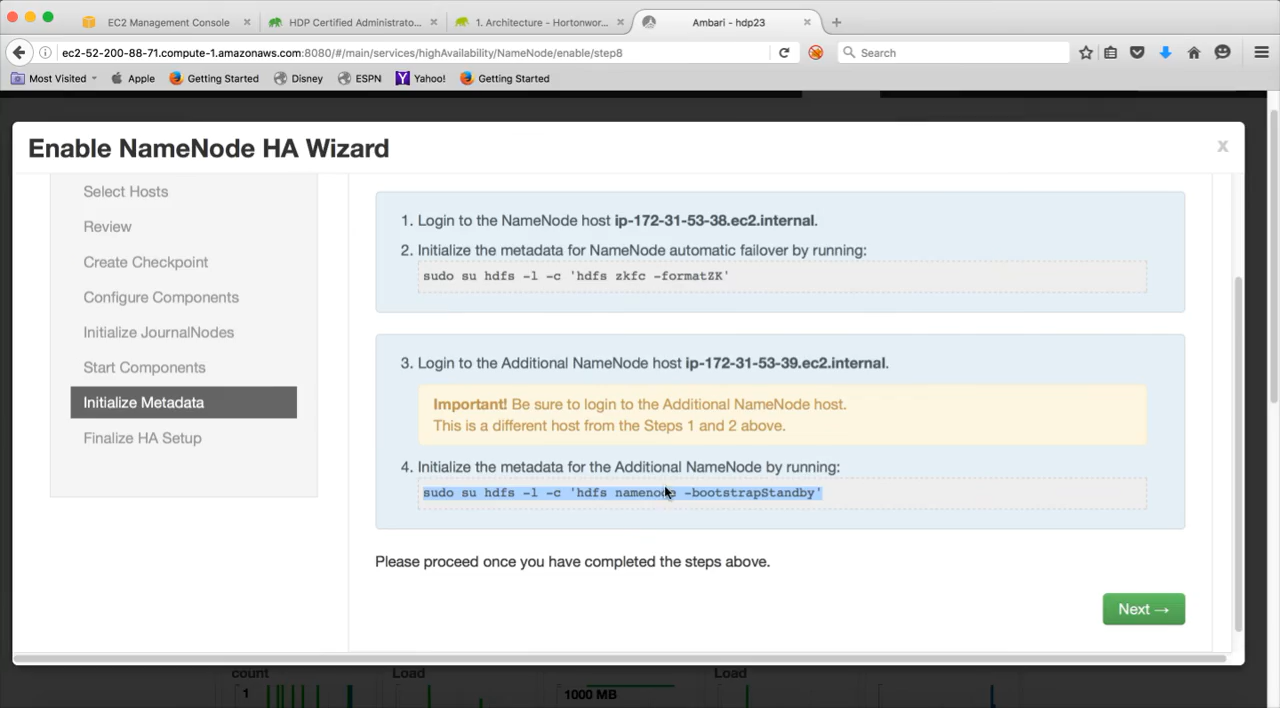 EC2 Management Console
HDP Certified Administrato...
1. Architecture - Hortonwor...
Ambari - hdp23
ec2-52-200-88-71.compute-1.amazonaws.com:8080/#/main/services/highAvailability/NameNode/enable/step8
Search
Most Visited
Apple
Getting Started
Disney
ESPN
Yahoo!
Getting Started
Enable NameNode HA Wizard
x
Select Hosts
Review
Create Checkpoint
Configure Components
Initialize JournalNodes
Start Components
Initialize Metadata
Finalize HA Setup
1. Login to the NameNode host ip-172-31-53-38.ec2.internal.
2. Initialize the metadata for NameNode automatic failover by running:
sudo su hdfs -l -c 'hdfs zkfc -formatZK'
3. Login to the Additional NameNode host ip-172-31-53-39.ec2.internal.
Important! Be sure to login to the Additional NameNode host.
This is a different host from the Steps 1 and 2 above.
4. Initialize the metadata for the Additional NameNode by running:
sudo su hdfs -l -c 'hdfs namenode -bootstrapStandby'
Please proceed once you have completed the steps above.
Next →
count
Load
Load
1
1000 MB